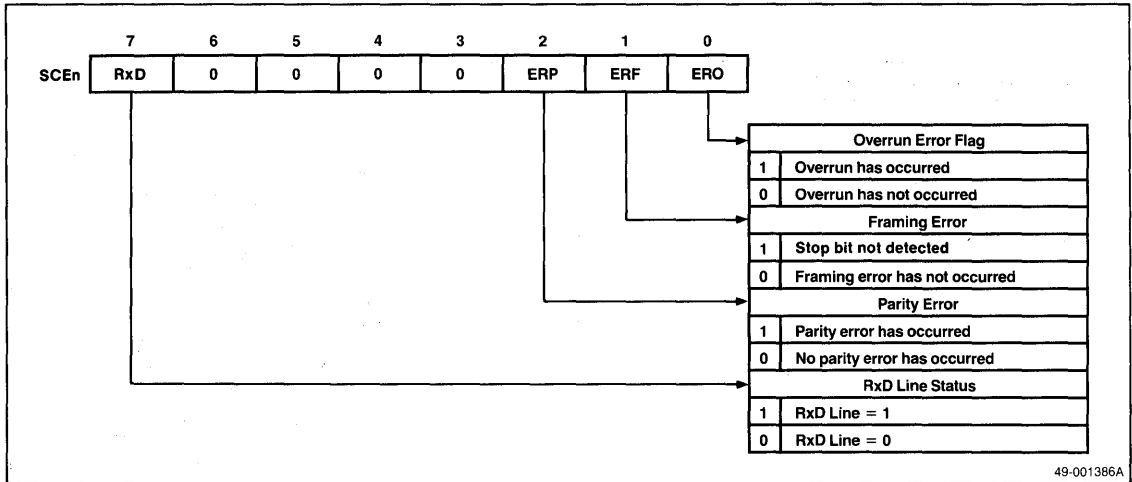 7 6 5 4 3 2 1 0
SCEn RxD 0 0 0 0 ERP ERF ERO
Overrun Error Flag
1 Overrun has occurred
0 Overrun has not occurred
Framing Error
1 Stop bit not detected
0 Framing error has not occurred
Parity Error
1 Parity error has occurred
0 No parity error has occurred
RxD Line Status
1 RxD Line = 1
0 RxD Line = 0
49-001386A